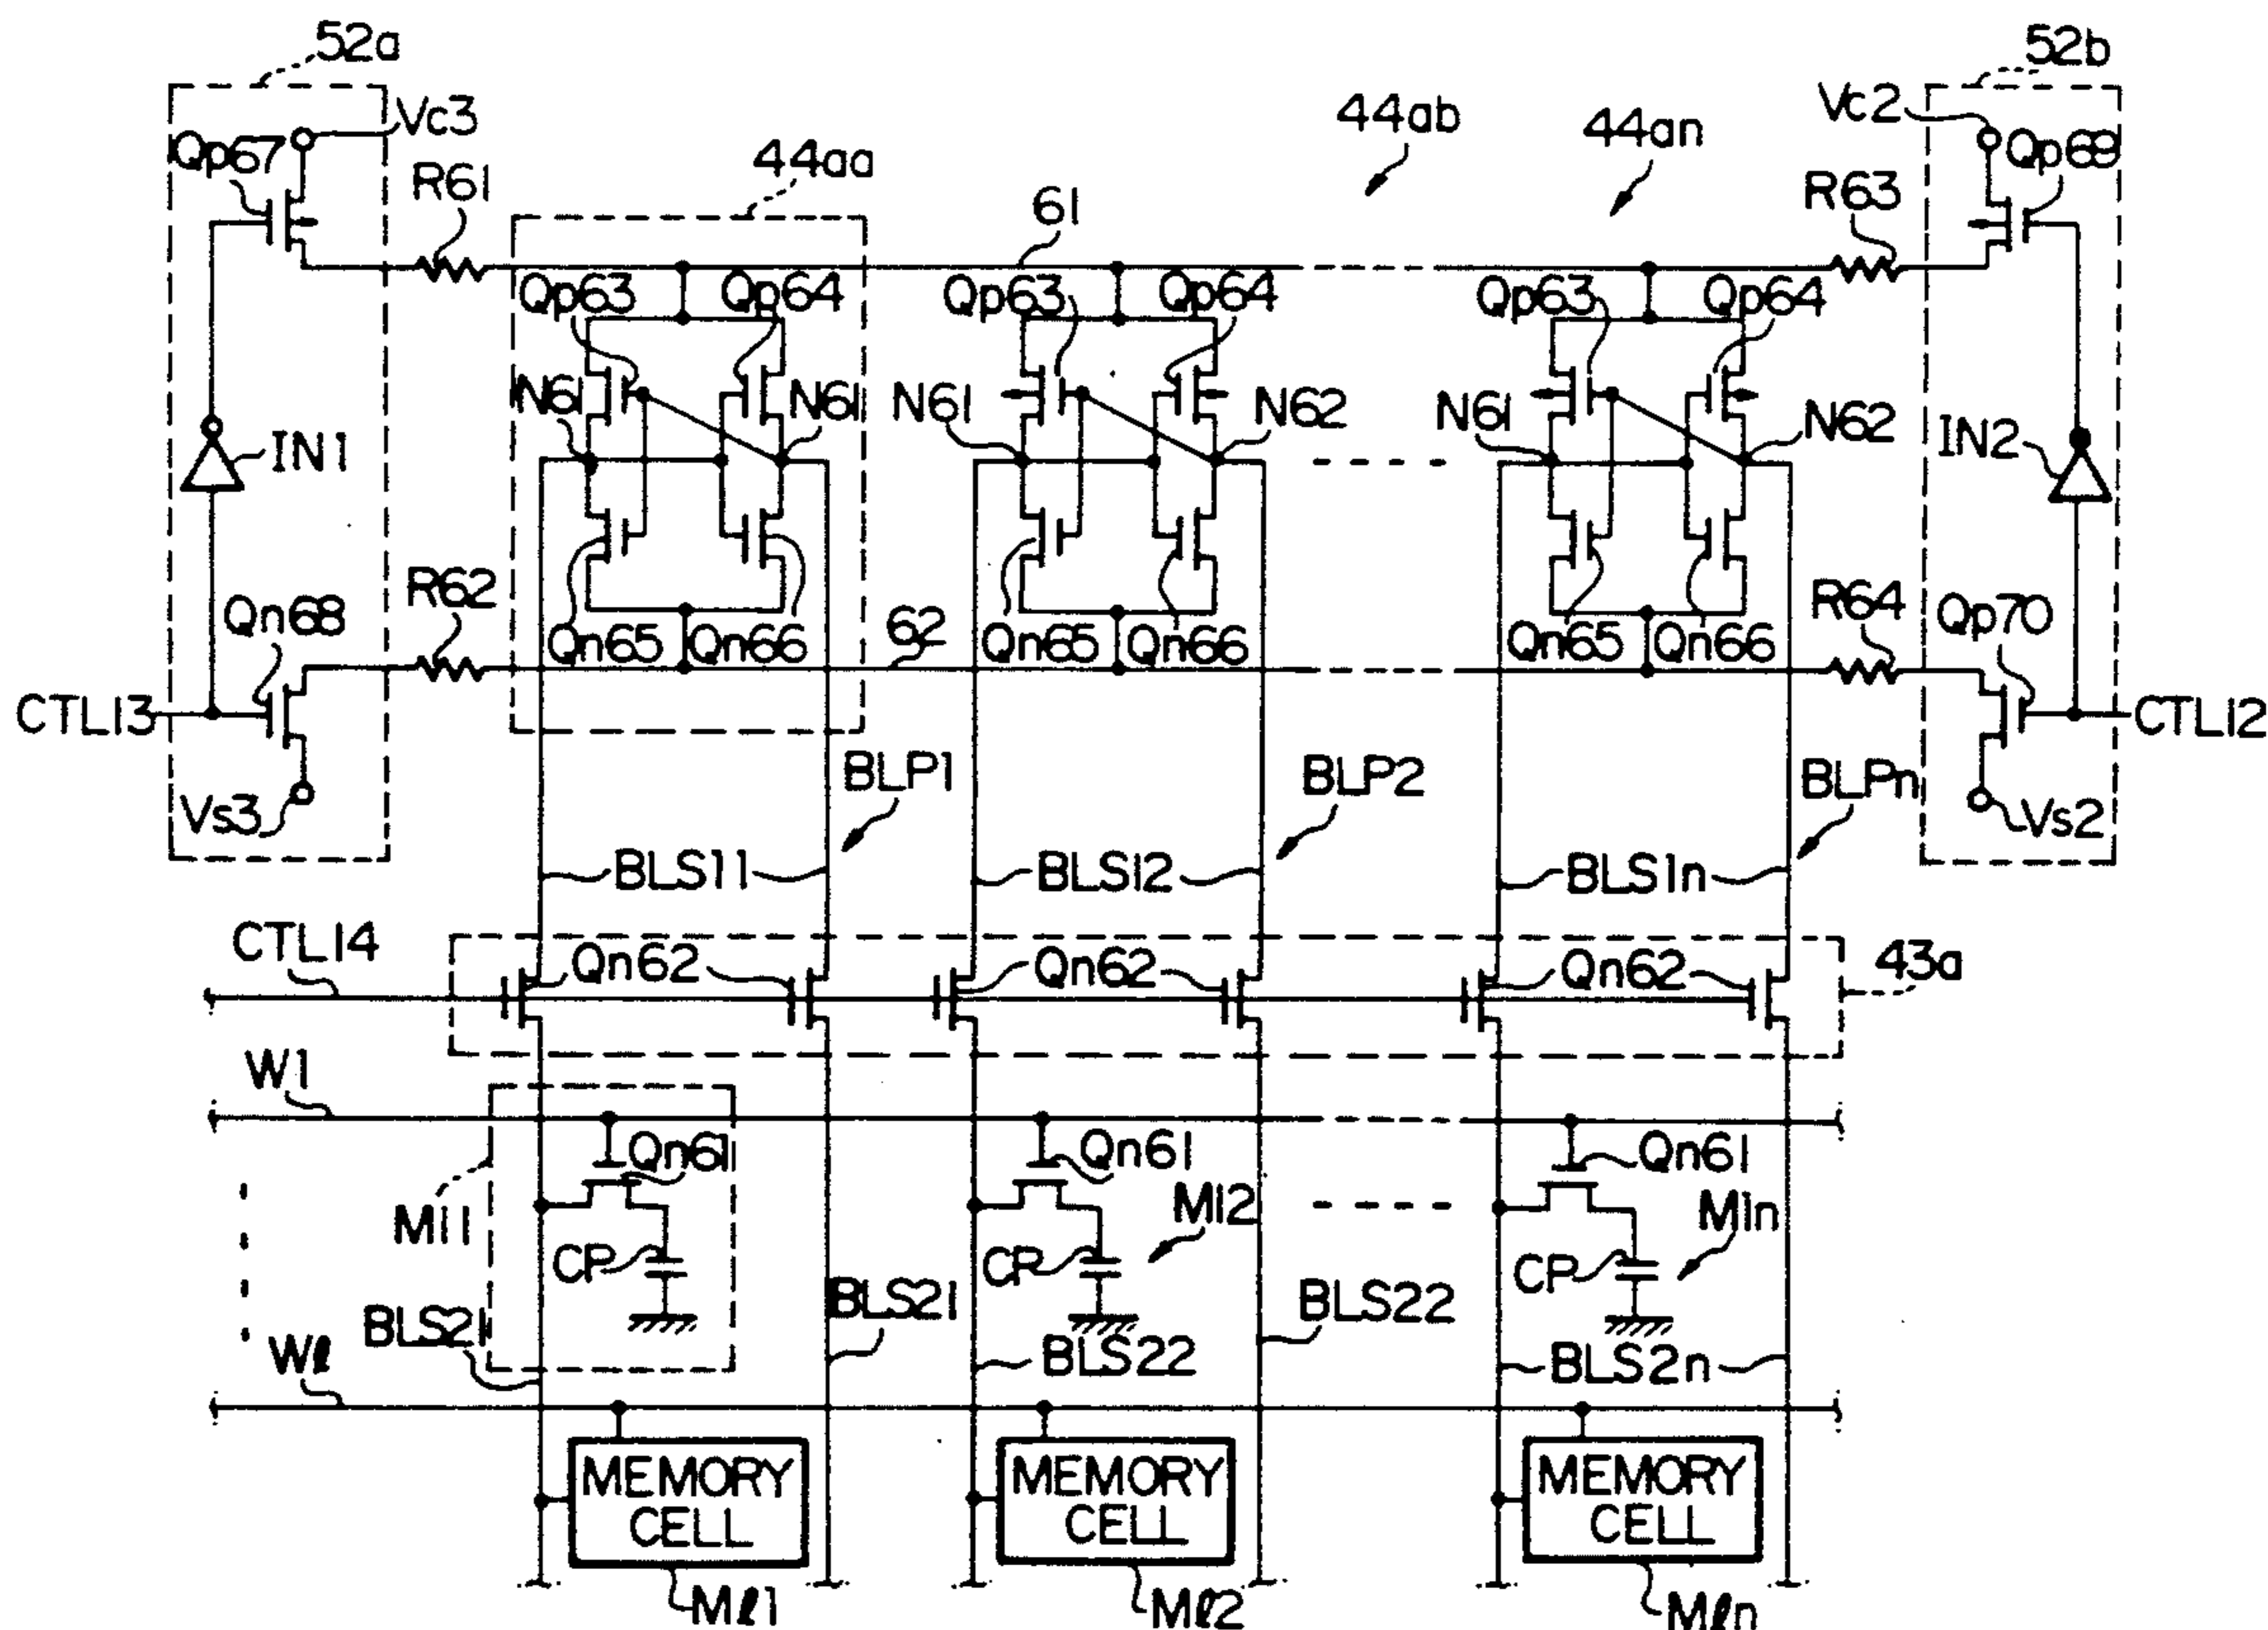 52a
52b
Vc3
Vc2
Qp67
R61
44aa
44ab
44an
61
R63
Qp69
Qp63
Qp64
Qp63
Qp64
Qp63
Qp64
N61
N61
N61
N62
N61
N62
IN1
IN2
Qn68
R62
Qn65
Qn66
62
Qn65
Qn66
Qn65
Qn66
R64
Qp70
CTL13
CTL12
Vs3
Vs2
BLP1
BLP2
BLPn
BLS11
BLS12
BLS1n
CTL14
Qn62
Qn62
Qn62
43a
W1
Qn61
Qn61
Qn61
M11
M12
M1n
CP
CP
CP
BLS21
BLS21
BLS22
BLS22
BLS2n
Wℓ
MEMORY
CELL
MEMORY
CELL
MEMORY
CELL
Mℓ1
Mℓ2
Mℓn